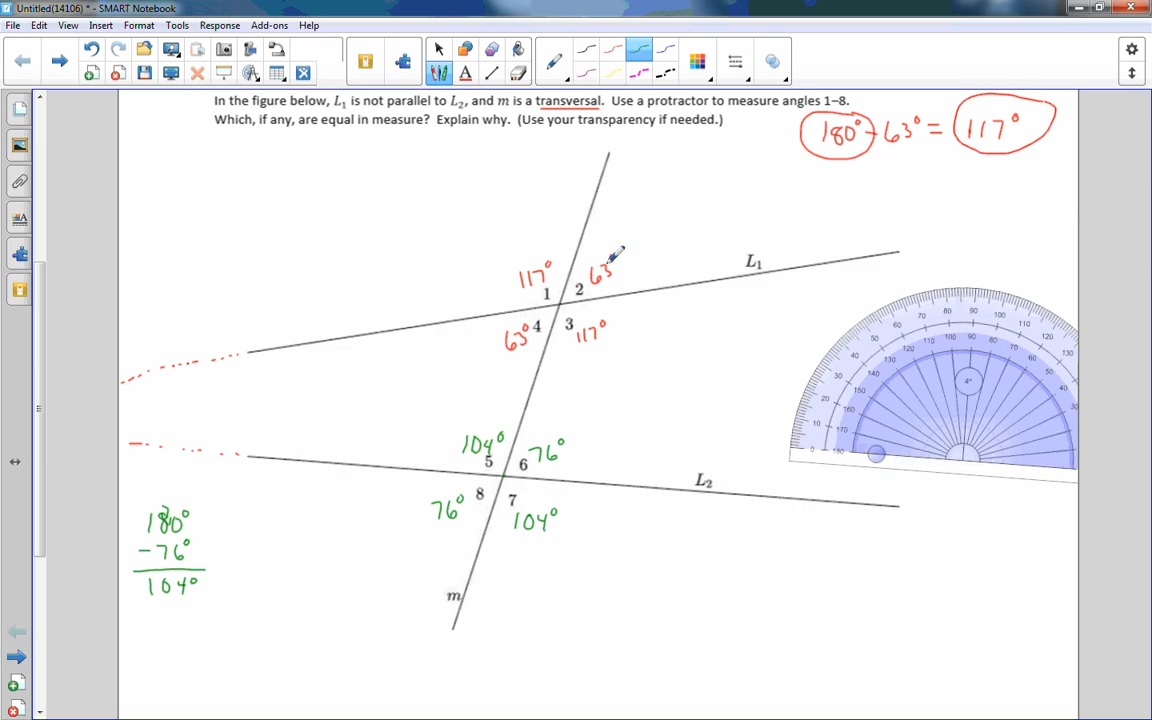 Untitled(14106) * - SMART Notebook
File Edit View Insert Format Tools Response Add-ons Help
In the figure below, L₁ is not parallel to L₂, and m is a transversal. Use a protractor to measure angles 1–8.
Which, if any, are equal in measure? Explain why. (Use your transparency if needed.)
180° - 63° = 117°
117° 63
1 2
L₁
63° 4 3 117°
104° 76°
5 6
L₂
76° 8 7 104°
180°
-76°
104°
m
4°